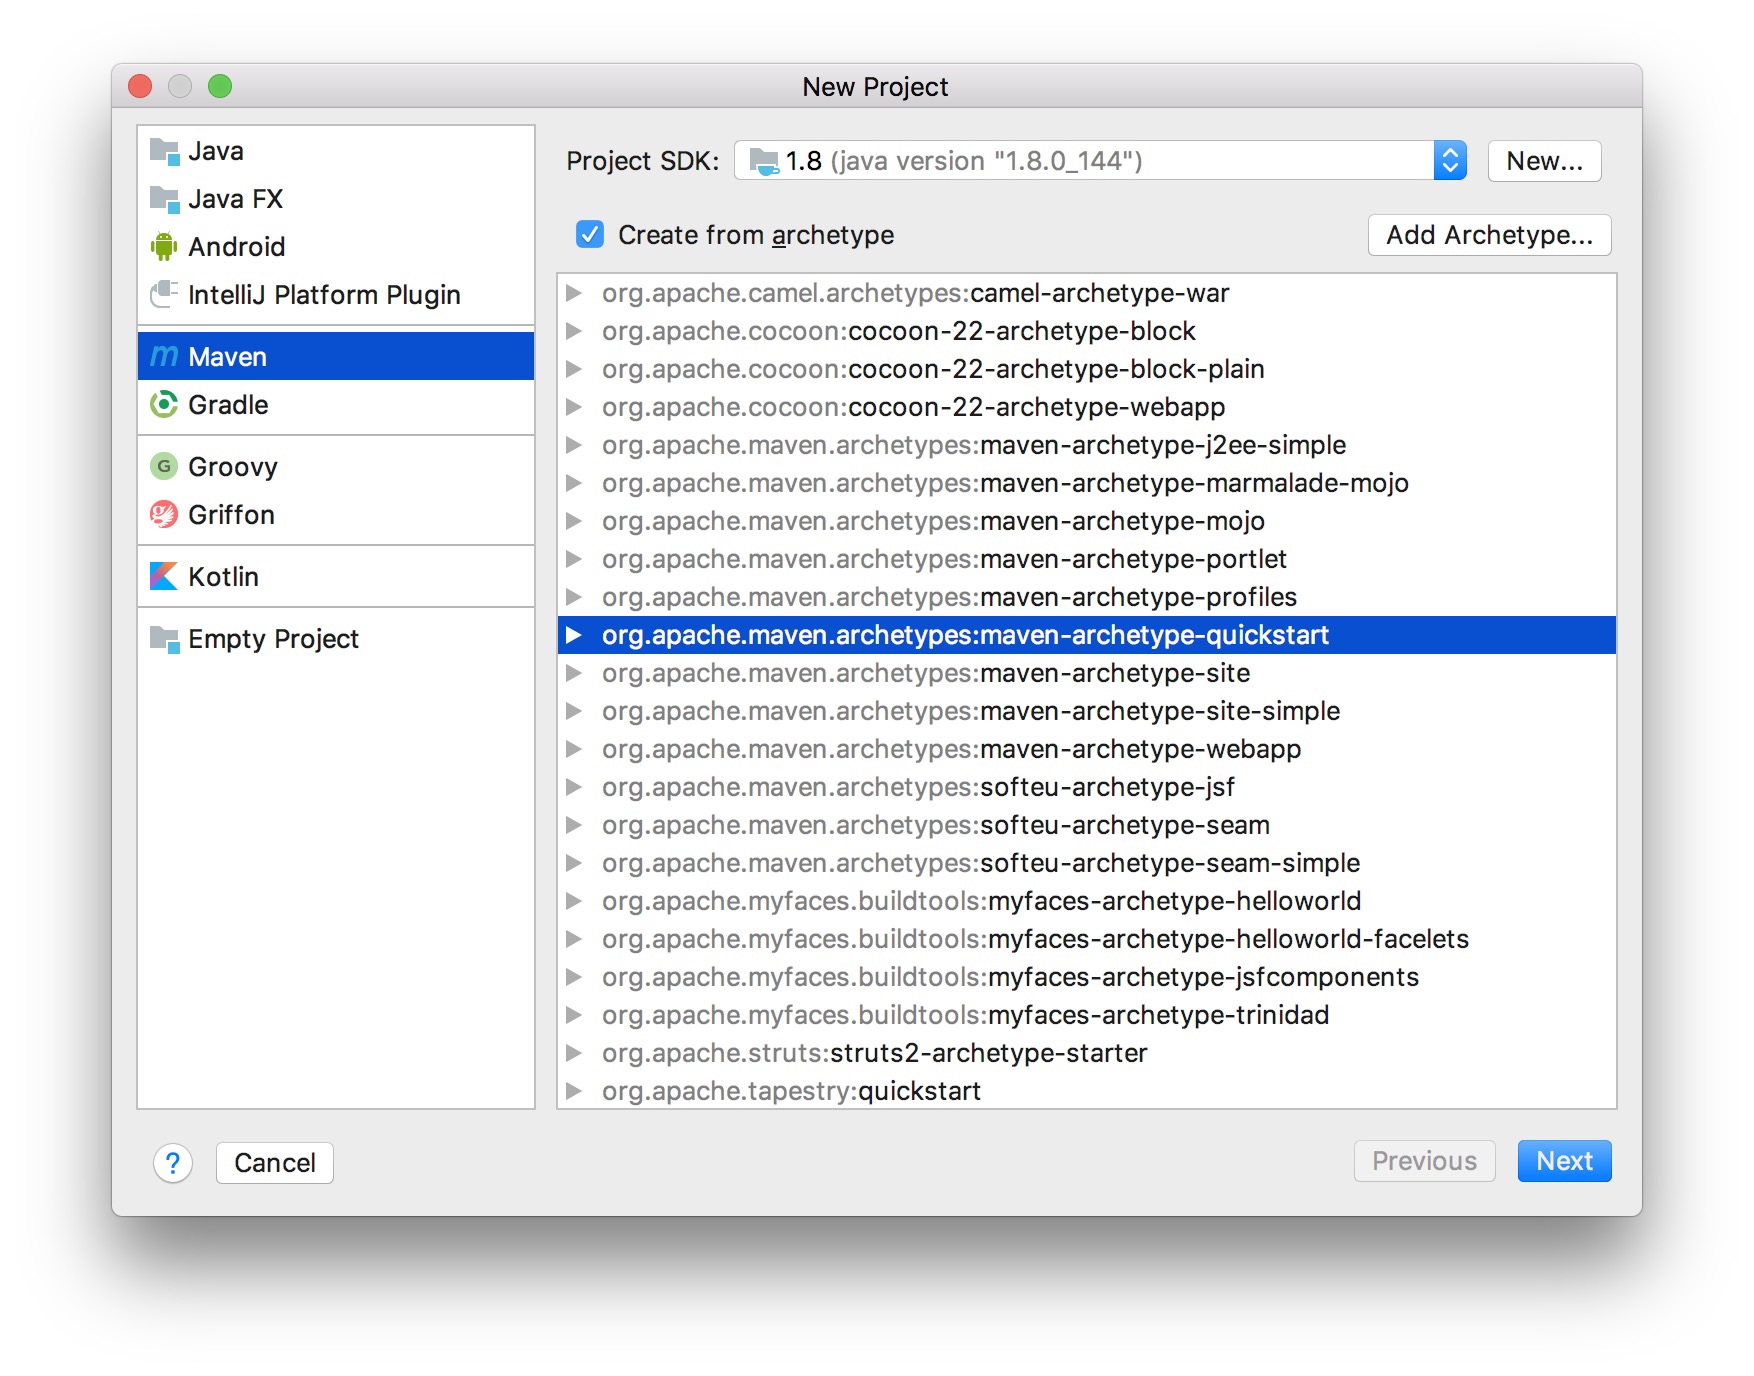 New Project
Java
Java FX
Android
IntelliJ Platform Plugin
Maven
Gradle
G Groovy
Griffon
Kotlin
Empty Project
Project SDK: 1.8 (java version "1.8.0_144") New...
Create from archetype Add Archetype...
org.apache.camel.archetypes:camel-archetype-war
org.apache.cocoon:cocoon-22-archetype-block
org.apache.cocoon:cocoon-22-archetype-block-plain
org.apache.cocoon:cocoon-22-archetype-webapp
org.apache.maven.archetypes:maven-archetype-j2ee-simple
org.apache.maven.archetypes:maven-archetype-marmalade-mojo
org.apache.maven.archetypes:maven-archetype-mojo
org.apache.maven.archetypes:maven-archetype-portlet
org.apache.maven.archetypes:maven-archetype-profiles
org.apache.maven.archetypes:maven-archetype-quickstart
org.apache.maven.archetypes:maven-archetype-site
org.apache.maven.archetypes:maven-archetype-site-simple
org.apache.maven.archetypes:maven-archetype-webapp
org.apache.maven.archetypes:softeu-archetype-jsf
org.apache.maven.archetypes:softeu-archetype-seam
org.apache.maven.archetypes:softeu-archetype-seam-simple
org.apache.myfaces.buildtools:myfaces-archetype-helloworld
org.apache.myfaces.buildtools:myfaces-archetype-helloworld-facelets
org.apache.myfaces.buildtools:myfaces-archetype-jsfcomponents
org.apache.myfaces.buildtools:myfaces-archetype-trinidad
org.apache.struts:struts2-archetype-starter
org.apache.tapestry:quickstart
? Cancel Previous Next